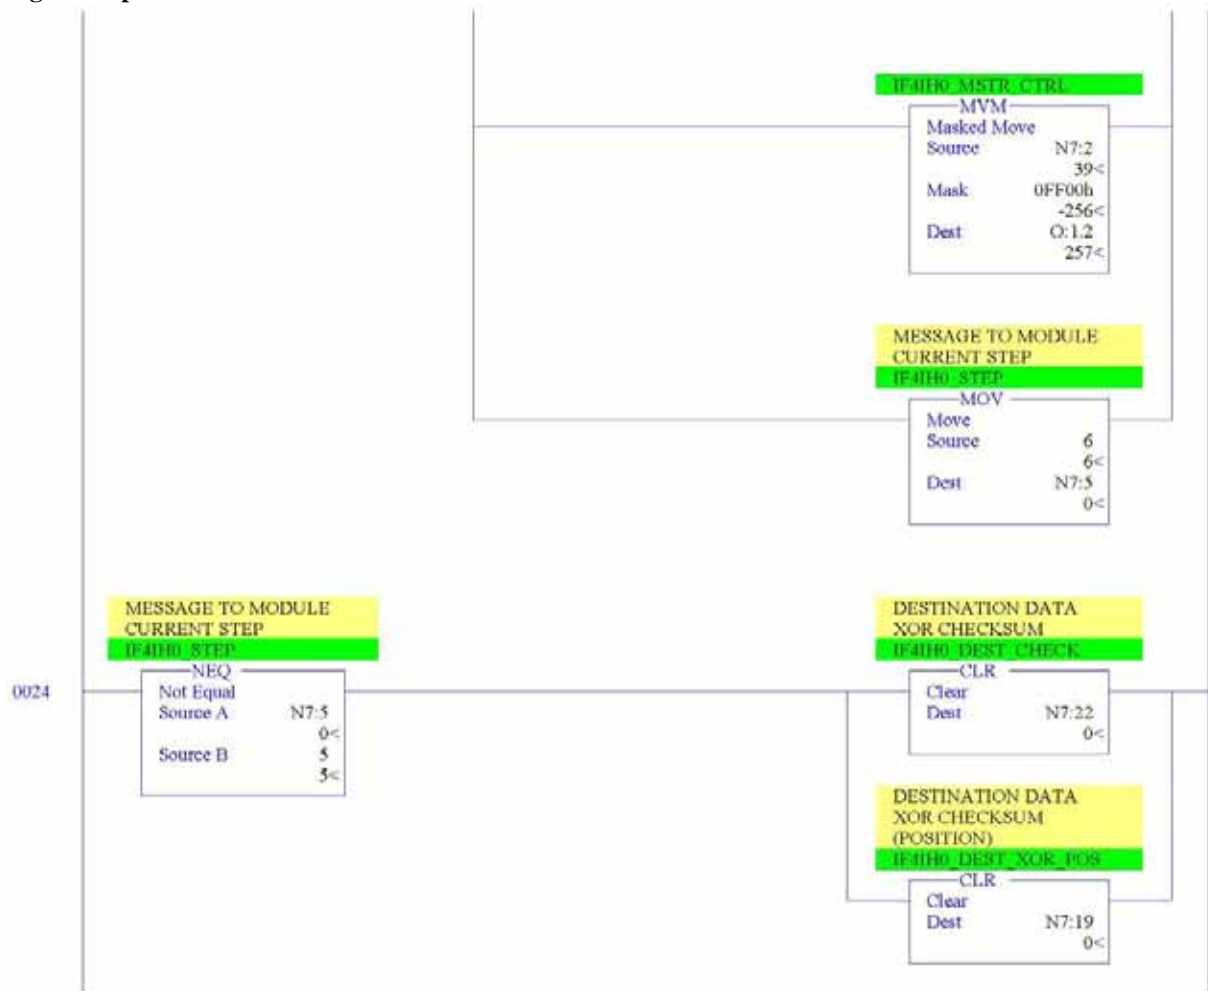 IF4IH0_MSTR_CTRL
MVM
Masked Move
Source N7:2
39<
Mask 0FF00h
-256<
Dest O:1.2
257<
MESSAGE TO MODULE
CURRENT STEP
IF4IH0_STEP
MOV
Move
Source 6
6<
Dest N7:5
0<
MESSAGE TO MODULE
CURRENT STEP
IF4IH0_STEP
NEQ
0024
Not Equal
Source A N7:5
0<
Source B 5
5<
DESTINATION DATA
XOR CHECKSUM
IF4IH0_DEST_CHECK
CLR
Clear
Dest N7:22
0<
DESTINATION DATA
XOR CHECKSUM
(POSITION)
IF4IH0_DEST_XOR_POS
CLR
Clear
Dest N7:19
0<